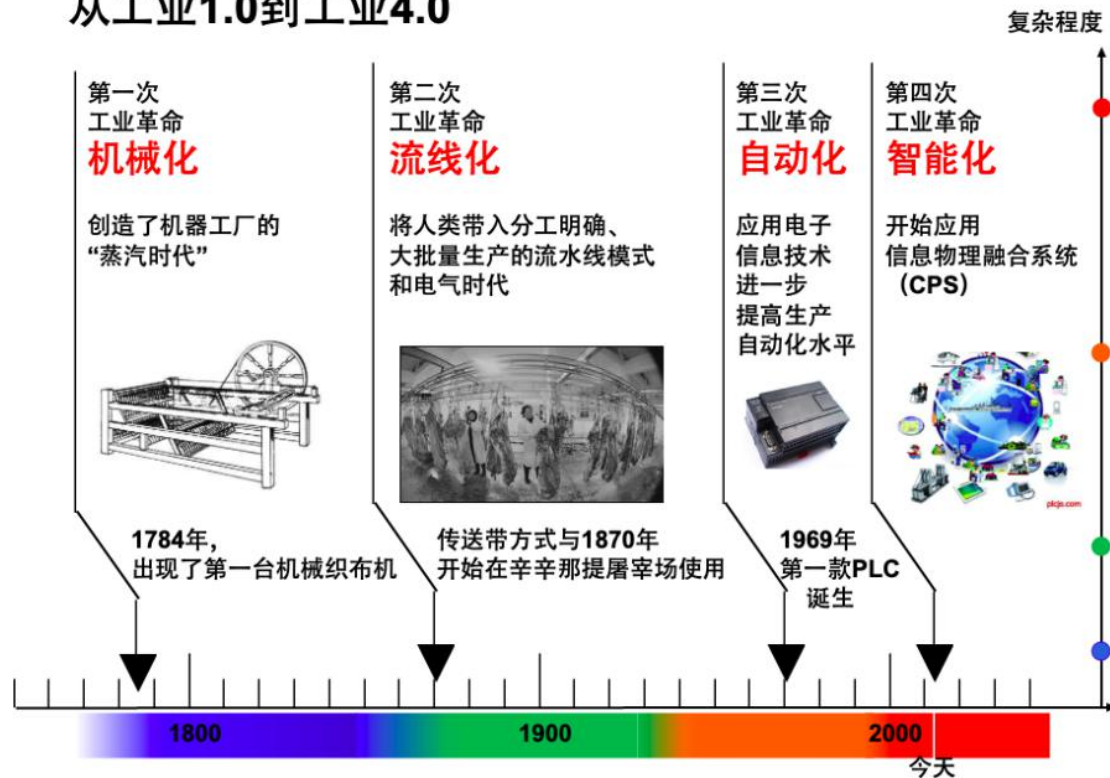 从工业1.0到工业4.0
复杂程度
第一次
工业革命
机械化
创造了机器工厂的
“蒸汽时代”
1784年，
出现了第一台机械织布机
第二次
工业革命
流线化
将人类带入分工明确、
大批量生产的流水线模式
和电气时代
传送带方式与1870年
开始在辛辛那提屠宰场使用
第三次
工业革命
自动化
应用电子
信息技术
进一步
提高生产
自动化水平
1969年
第一款PLC
诞生
第四次
工业革命
智能化
开始应用
信息物理融合系统
（CPS）
plcjs.com
1800
1900
2000
今天